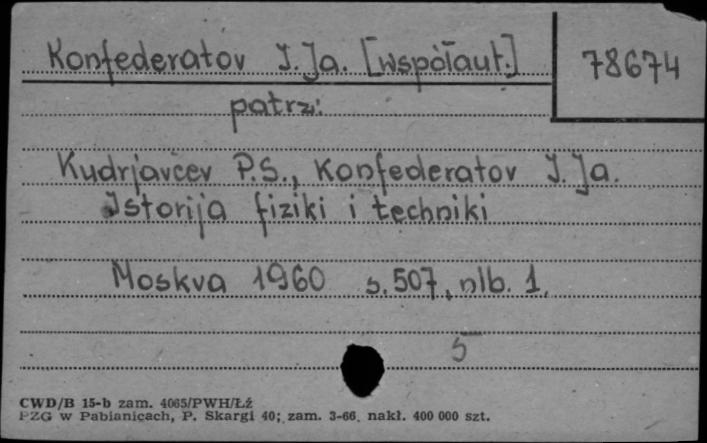 Konfederatov I. Ja. [współaut.] 78674
patrz:
Kudrjavcev P.S., Konfederatov I. Ja.
Istorija fiziki i techniki
Moskva 1960 s. 507, nlb. 1.
5
CWD/B 15-b zam. 4065/PWH/Łź
PZG w Pabianicach, P. Skargi 40; zam. 3-66. nakł. 400 000 szt.